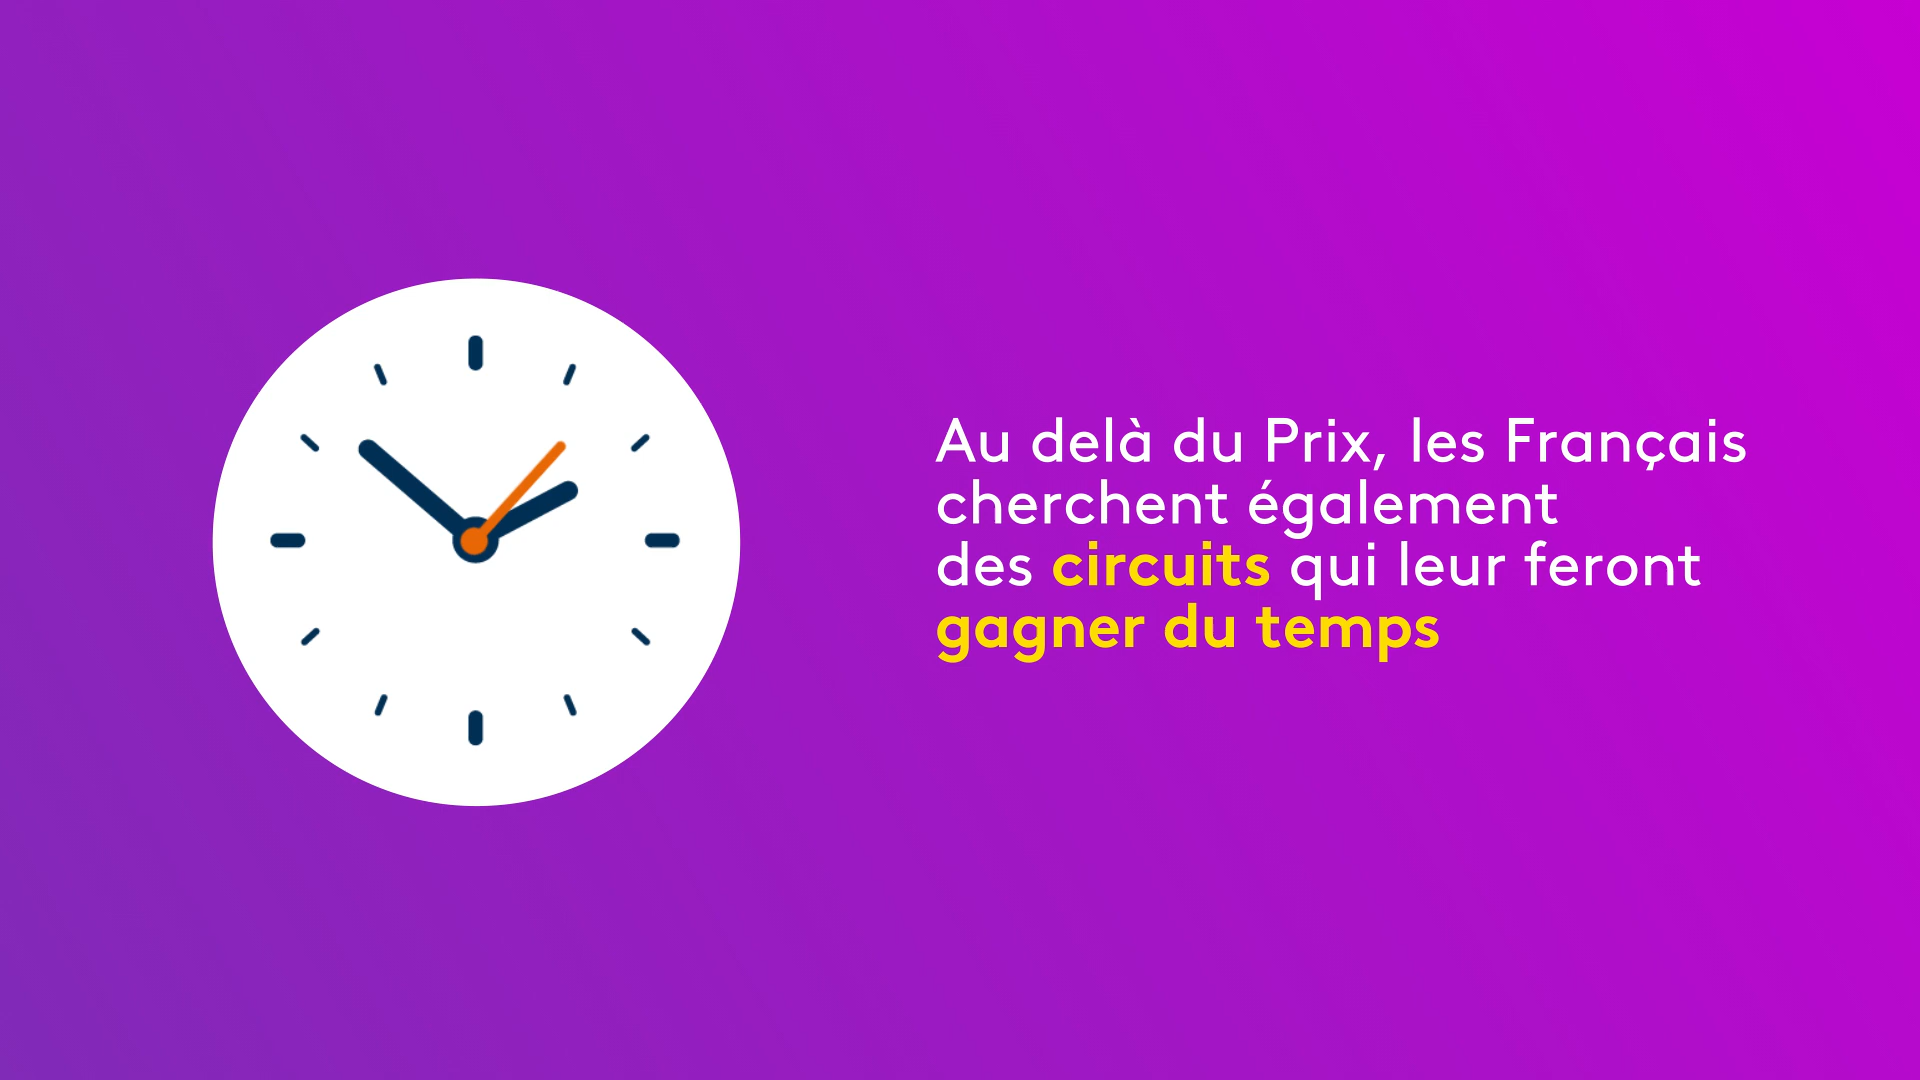 Au delà du Prix, les Français
cherchent également
des circuits qui leur feront
gagner du temps